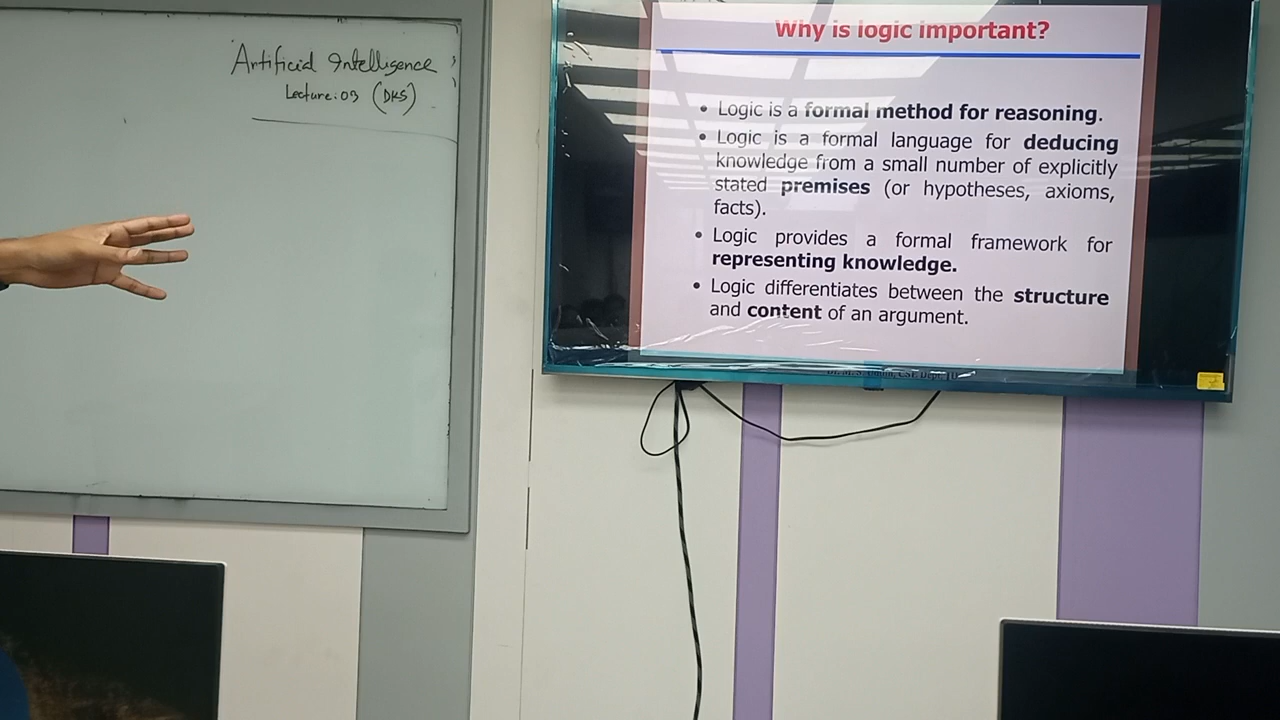 Artificial Intelligence
Lecture:03 (DKS)
Why is logic important?
• Logic is a formal method for reasoning.
• Logic is a formal language for deducing
knowledge from a small number of explicitly
stated premises (or hypotheses, axioms,
facts).
• Logic provides a formal framework for
representing knowledge.
• Logic differentiates between the structure
and content of an argument.
CSE Dept.